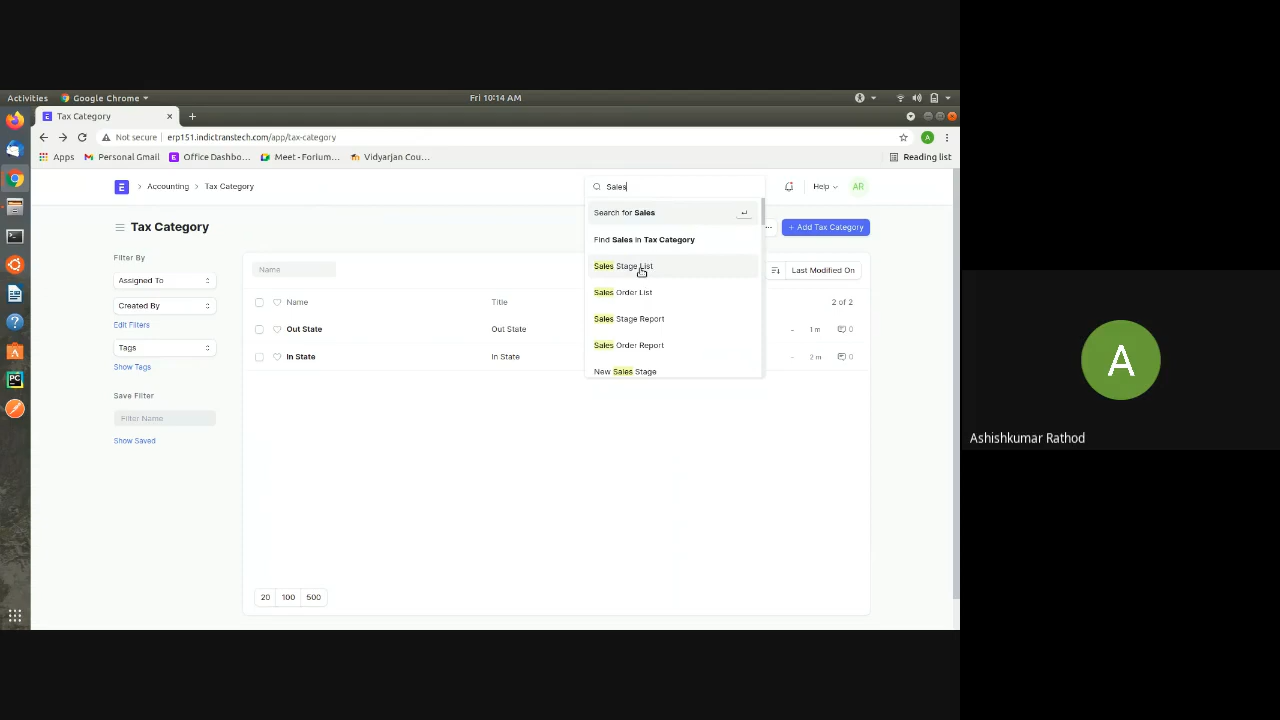 Activities Google Chrome Fri 10:14 AM
Tax Category
Not secure erp151.indictranstech.com/app/tax-category
Apps Personal Gmail Office Dashbo... Meet - Forium... Vidyarjan Cou... Reading list
Accounting Tax Category Sales Help AR
Tax Category + Add Tax Category
Search for Sales
Find Sales in Tax Category
Sales Stage List
Sales Order List
Sales Stage Report
Sales Order Report
New Sales Stage
Filter By
Assigned To
Created By
Edit Filters
Tags
Show Tags
Save Filter
Filter Name
Show Saved
Name Last Modified On
Name Title 2 of 2
Out State Out State - 1 m 0
In State In State - 2 m 0
20 100 500
A
Ashishkumar Rathod